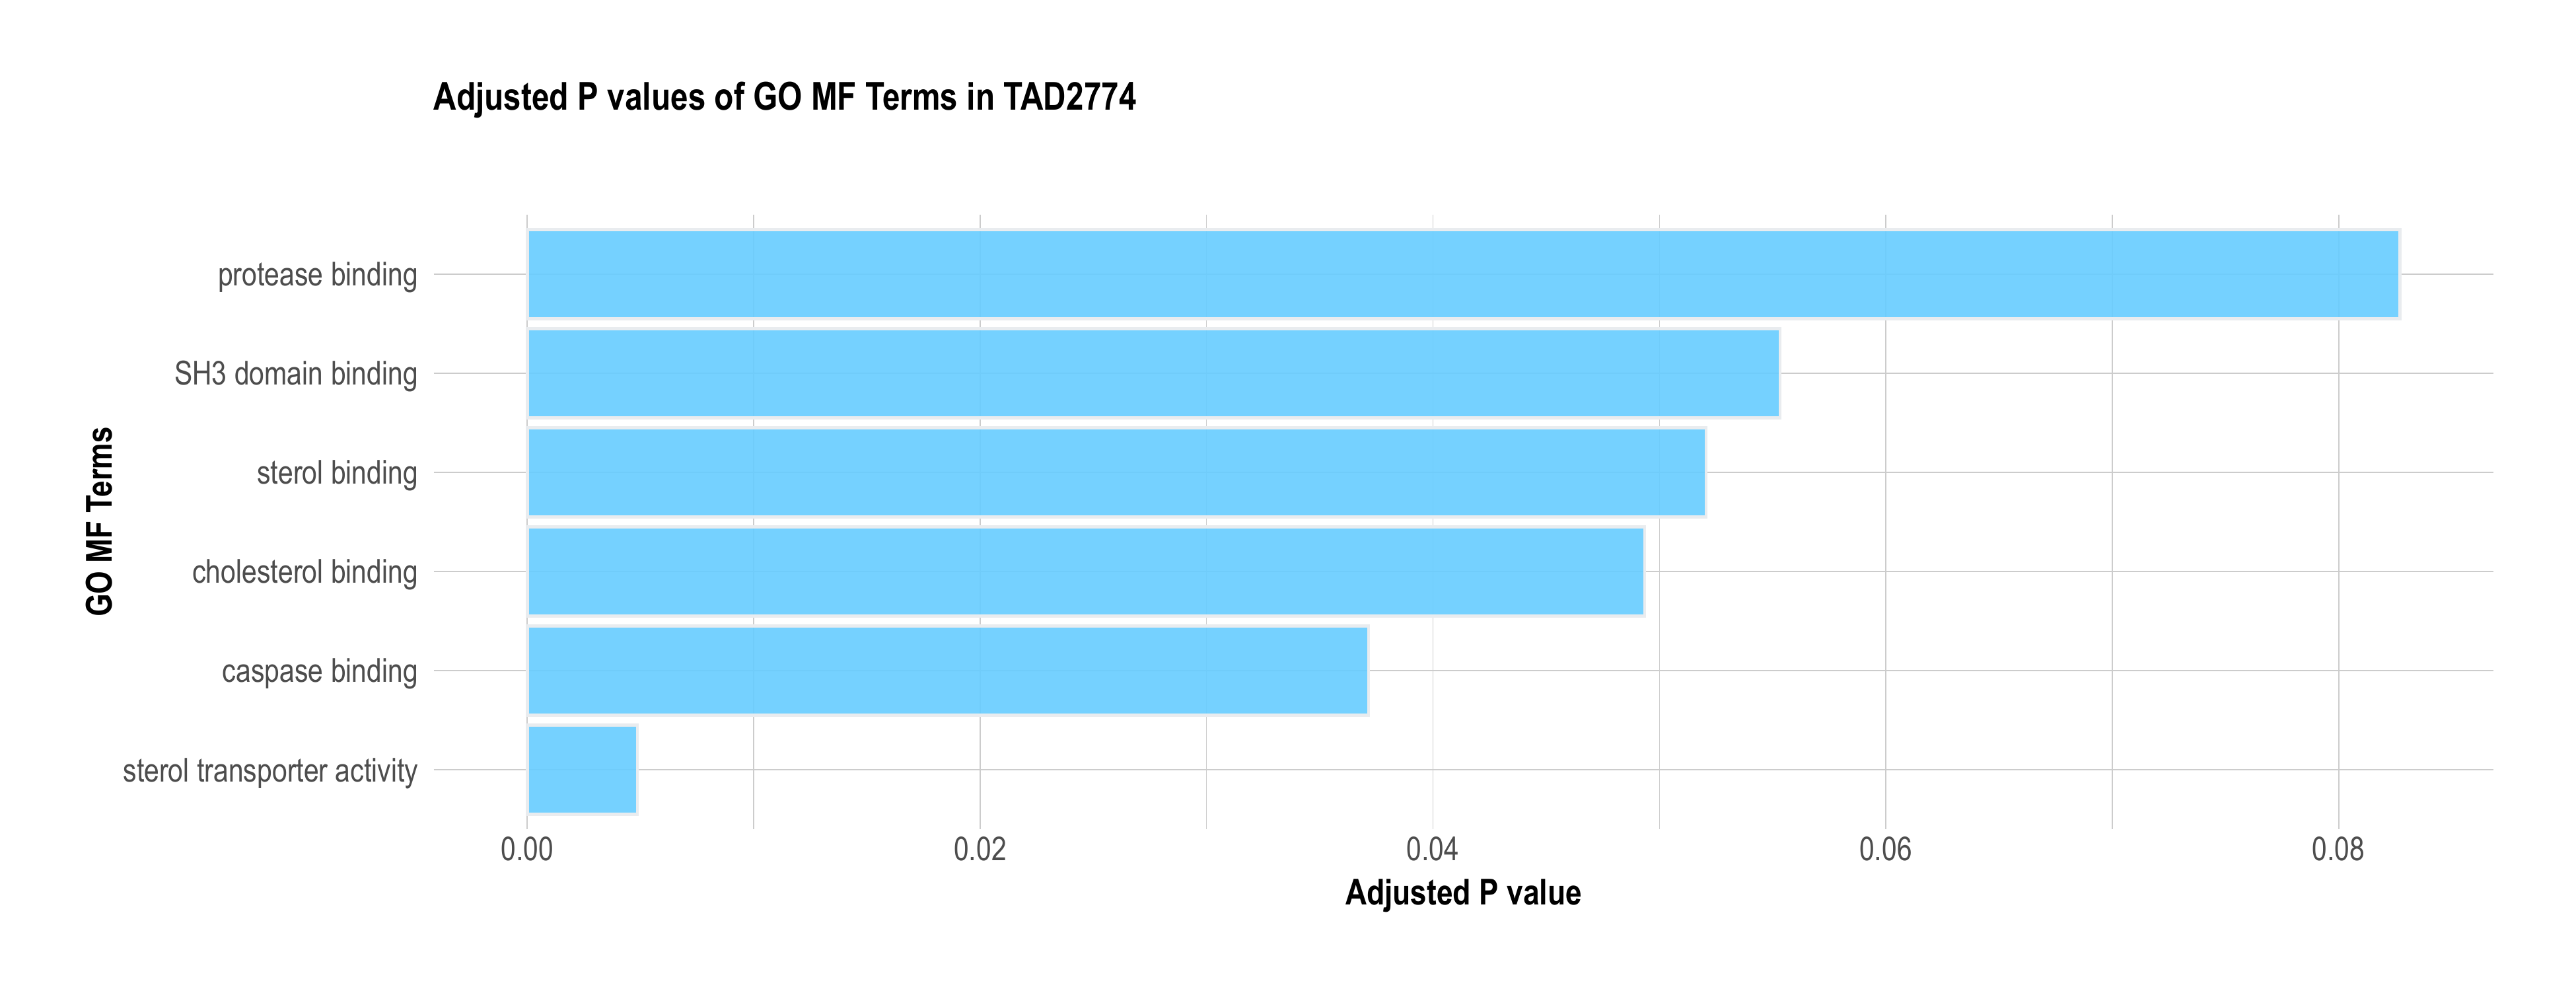 Adjusted P values of GO MF Terms in TAD2774
GO MF Terms
protease binding
SH3 domain binding
sterol binding
cholesterol binding
caspase binding
sterol transporter activity
0.00 0.02 0.04 0.06 0.08
Adjusted P value